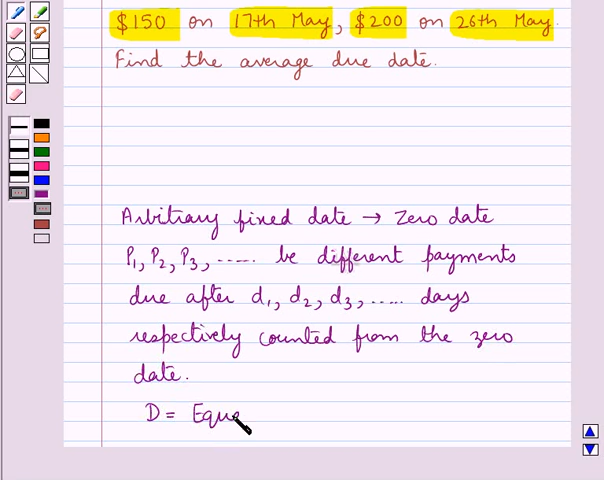 $150 on 17th May, $200 on 26th May.
Find the average due date.
Arbitrary fixed date → Zero date
P₁, P₂, P₃, ...... be different payments
due after d₁, d₂, d₃, ..... days
respectively counted from the zero
date.
D = Equa